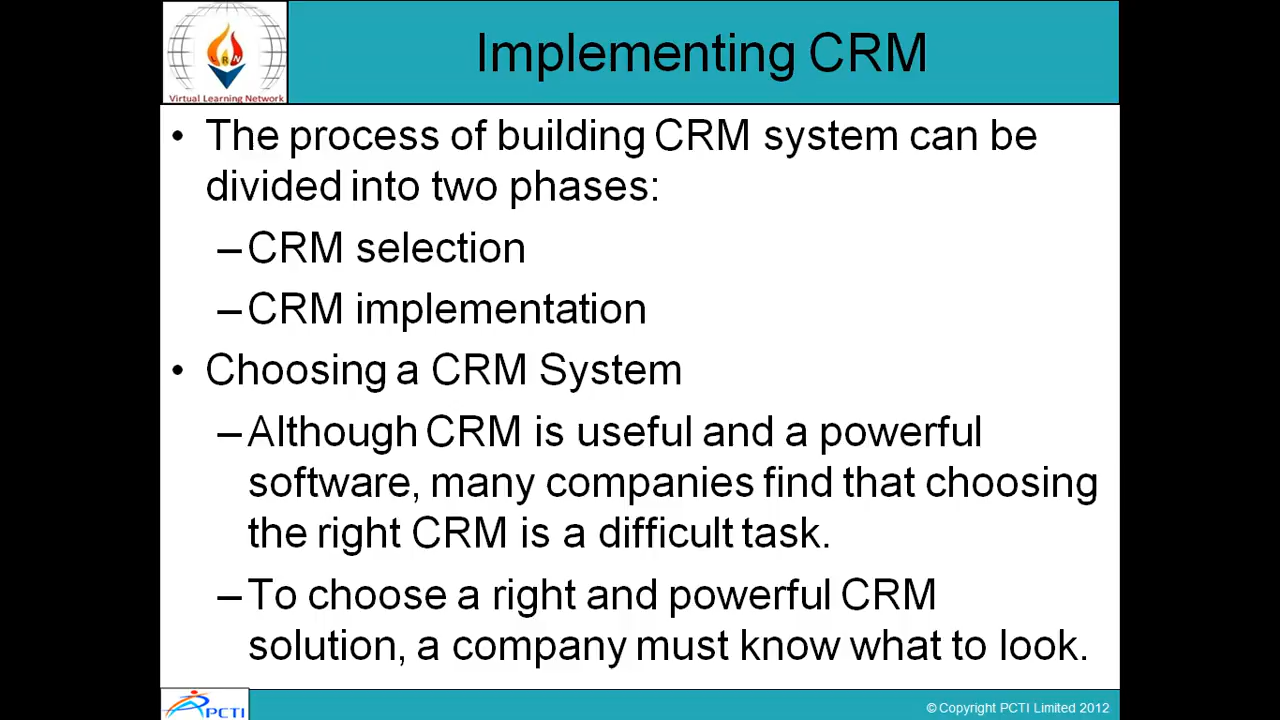 Implementing CRM
LRN
Virtual Learning Network
• The process of building CRM system can be
divided into two phases:
–CRM selection
–CRM implementation
• Choosing a CRM System
–Although CRM is useful and a powerful
software, many companies find that choosing
the right CRM is a difficult task.
–To choose a right and powerful CRM
solution, a company must know what to look.
PCTI
© Copyright PCTI Limited 2012